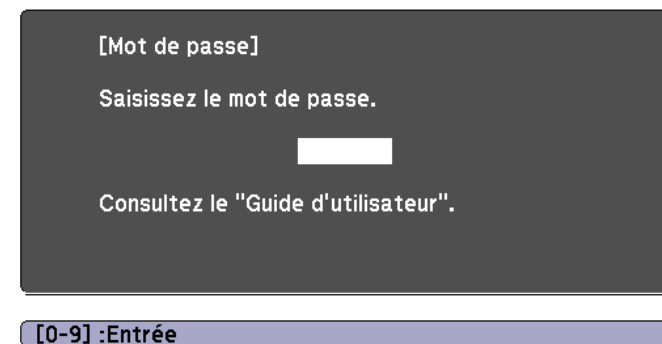 [Mot de passe]
Saisissez le mot de passe.
Consultez le "Guide d'utilisateur".
[0-9] :Entrée